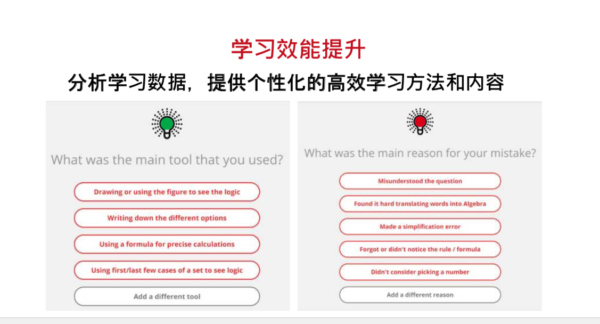 学习效能提升
分析学习数据，提供个性化的高效学习方法和内容
What was the main tool that you used?
Drawing or using the figure to see the logic
Writing down the different options
Using a formula for precise calculations
Using first/last few cases of a set to see logic
Add a different tool
What was the main reason for your mistake?
Misunderstood the question
Found it hard translating words into Algebra
Made a simplification error
Forgot or didn't notice the rule / formula
Didn't consider picking a number
Add a different reason